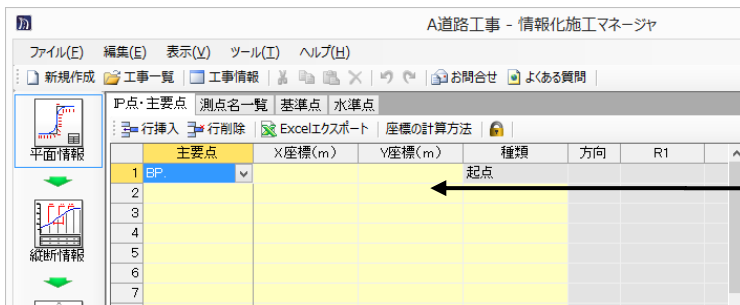 A道路工事 - 情報化施工マネージャ
ファイル(F) 編集(E) 表示(V) ツール(T) ヘルプ(H)
新規作成 工事一覧 工事情報 お問合せ よくある質問
平面情報
縦断情報
IP点・主要点 測点名一覧 基準点 水準点
行挿入 行削除 Excelエクスポート 座標の計算方法
主要点 X座標(m) Y座標(m) 種類 方向 R1
1 BP. 起点
2
3
4
5
6
7